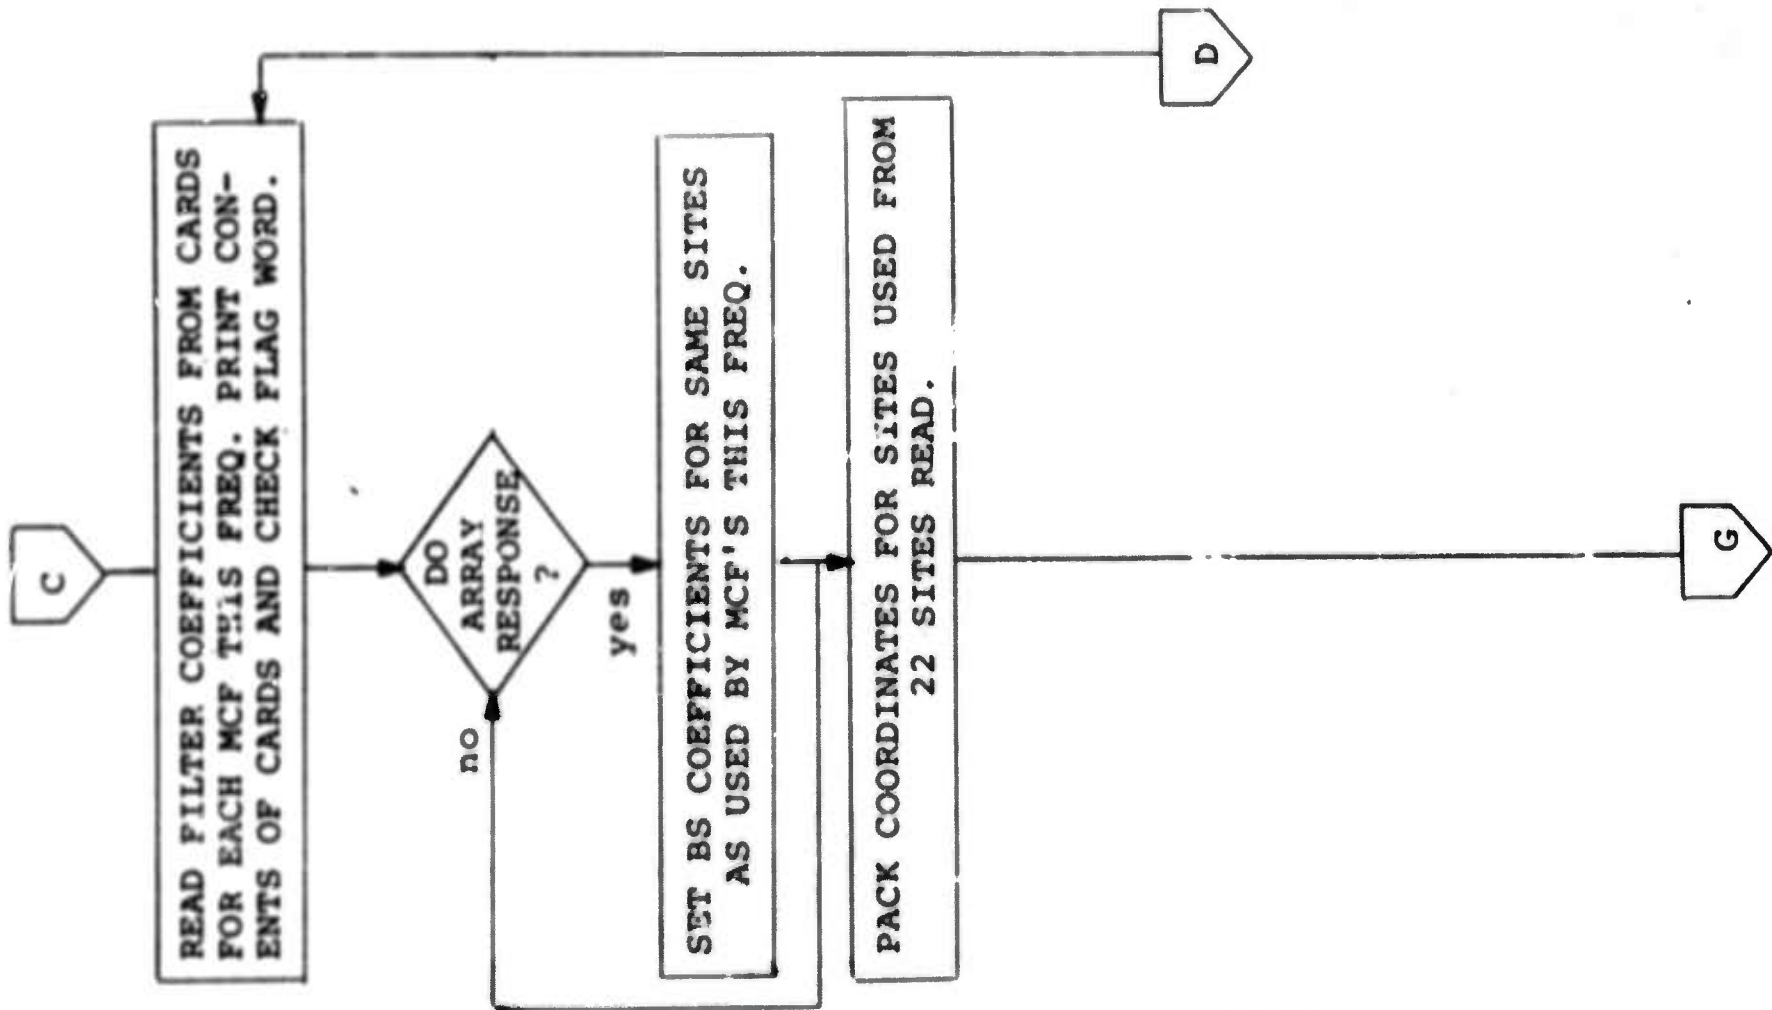 C
READ FILTER COEFFICIENTS FROM CARDS
FOR EACH MCF THIS FREQ. PRINT CON-
ENTS OF CARDS AND CHECK FLAG WORD.
DO
ARRAY
RESPONSE
?
no
yes
SET BS COEFFICIENTS FOR SAME SITES
AS USED BY MCF'S THIS FREQ.
PACK COORDINATES FOR SITES USED FROM
22 SITES READ.
D
G